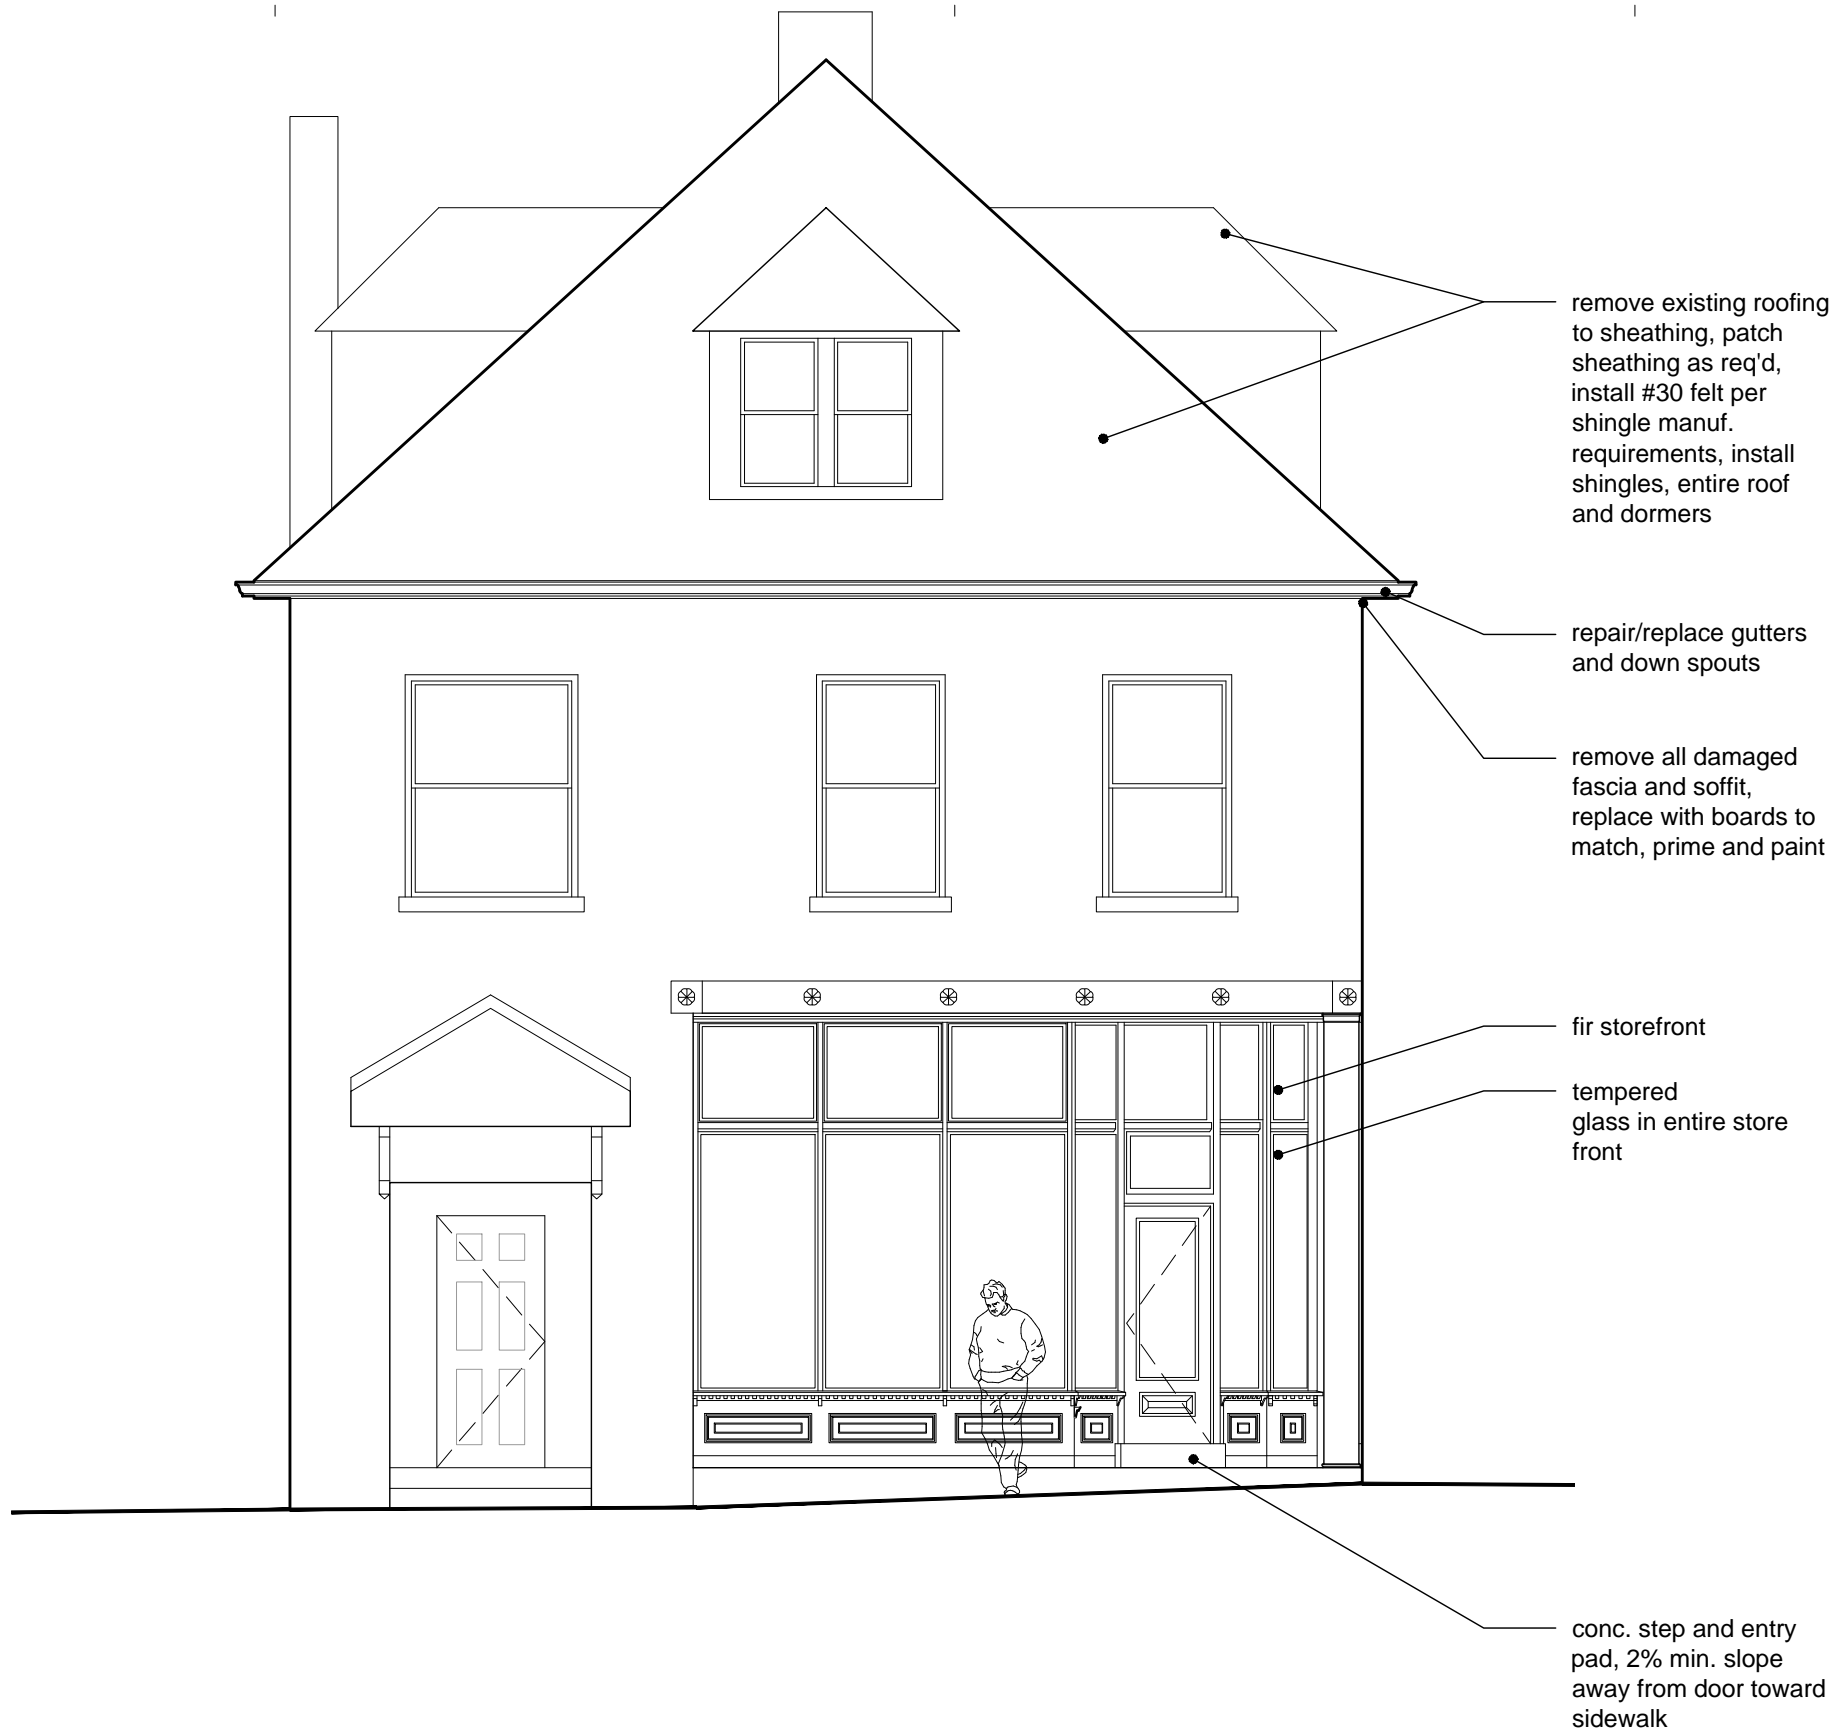 remove existing roofing
to sheathing, patch
sheathing as req'd,
install #30 felt per
shingle manuf.
requirements, install
shingles, entire roof
and dormers
repair/replace gutters
and down spouts
remove all damaged
fascia and soffit,
replace with boards to
match, prime and paint
fir storefront
tempered
glass in entire store
front
conc. step and entry
pad, 2% min. slope
away from door toward
sidewalk